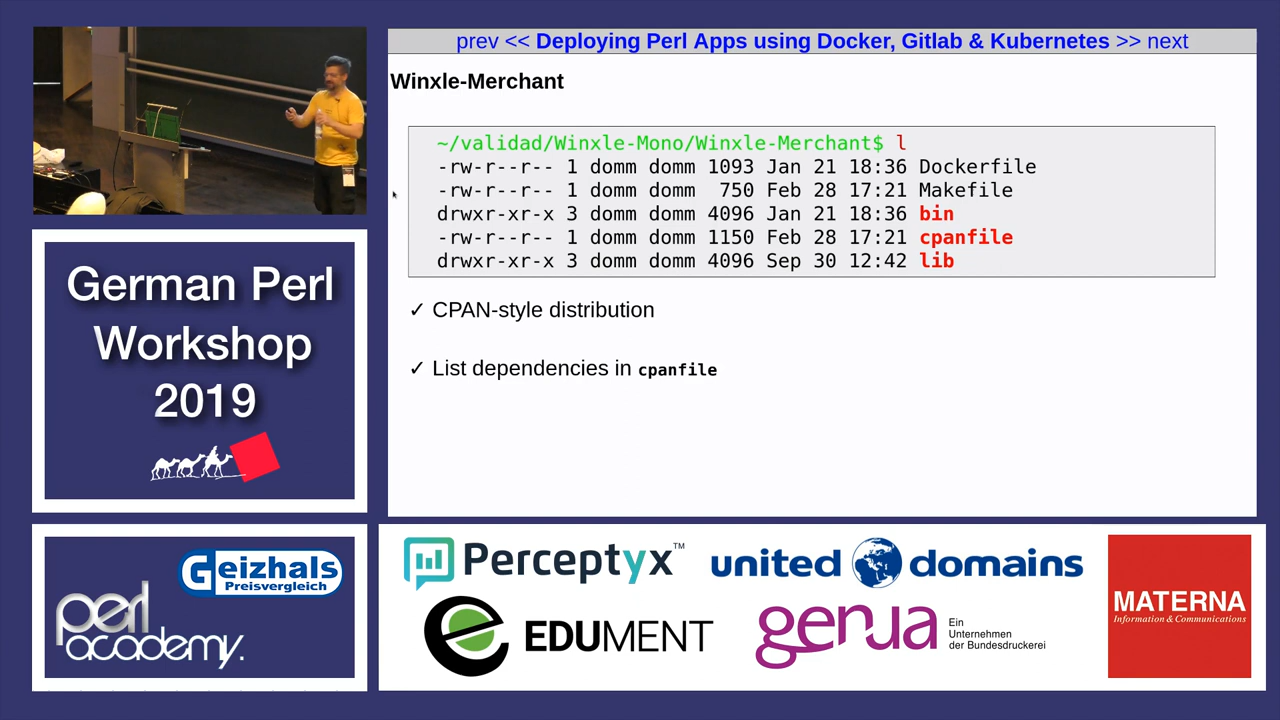 prev << Deploying Perl Apps using Docker, Gitlab & Kubernetes >> next
Winxle-Merchant
~/validad/Winxle-Mono/Winxle-Merchant$ l
-rw-r--r-- 1 domm domm 1093 Jan 21 18:36 Dockerfile
-rw-r--r-- 1 domm domm  750 Feb 28 17:21 Makefile
drwxr-xr-x 3 domm domm 4096 Jan 21 18:36 bin
-rw-r--r-- 1 domm domm 1150 Feb 28 17:21 cpanfile
drwxr-xr-x 3 domm domm 4096 Sep 30 12:42 lib
✓ CPAN-style distribution
✓ List dependencies in cpanfile
German Perl
Workshop
2019
Geizhals
Preisvergleich
perl
academy.
Perceptyx™
united domains
EDUMENT
genua
Ein
Unternehmen
der Bundesdruckerei
MATERNA
Information & Communications